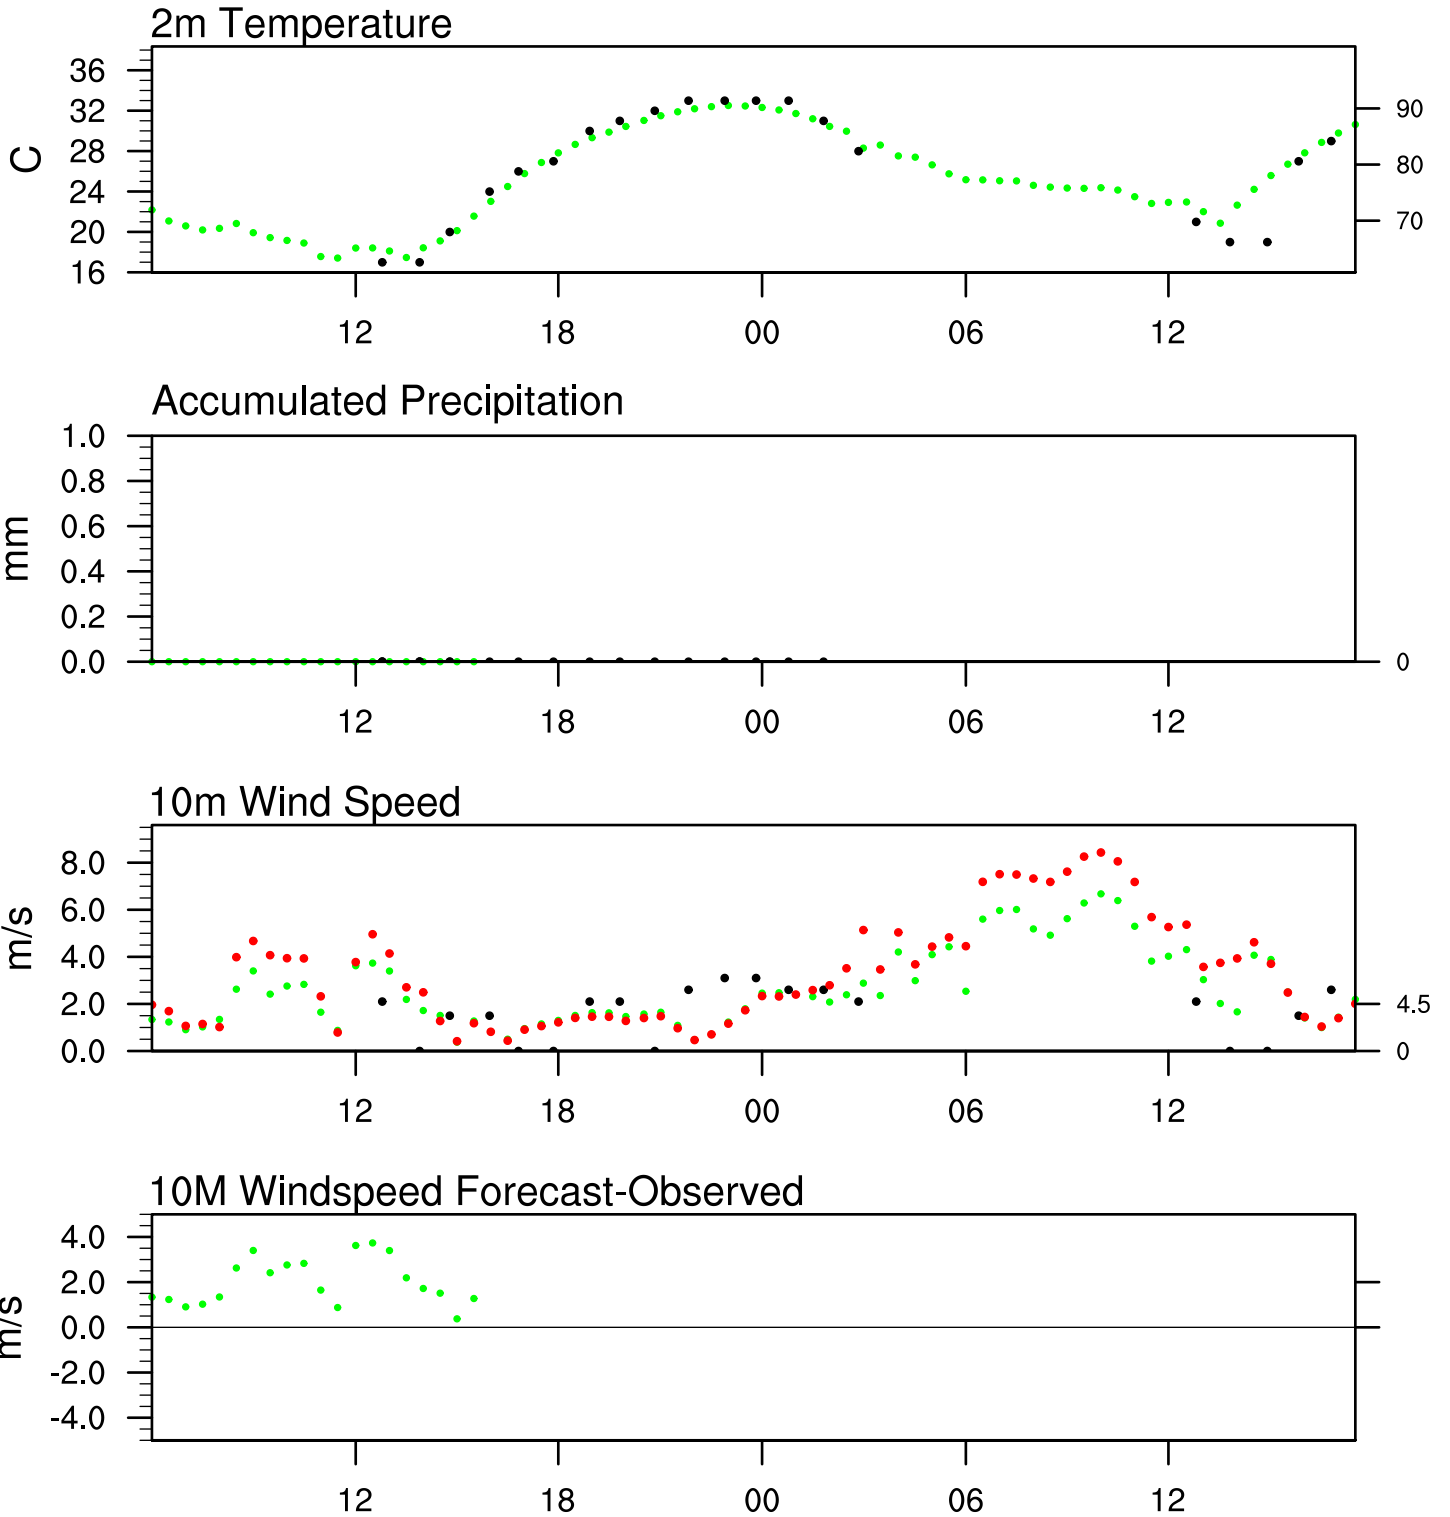 2m Temperature
36
32
28
24
20
16
C
90
80
70
12 18 00 06 12
Accumulated Precipitation
1.0
0.8
0.6
0.4
0.2
0.0
mm
0
12 18 00 06 12
10m Wind Speed
8.0
6.0
4.0
2.0
0.0
m/s
4.5
0
12 18 00 06 12
10M Windspeed Forecast-Observed
4.0
2.0
0.0
-2.0
-4.0
m/s
12 18 00 06 12